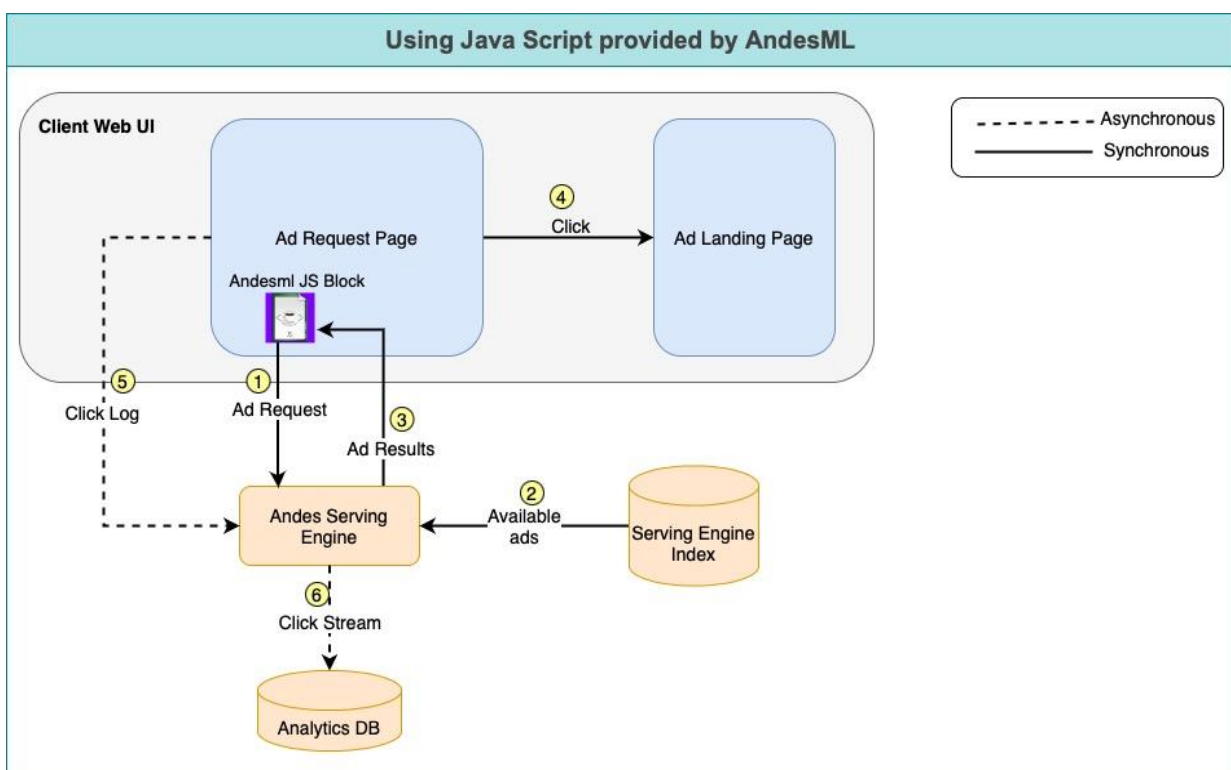 Using Java Script provided by AndesML
Client Web UI
Asynchronous
Synchronous
4
Click
Ad Request Page
Ad Landing Page
Andesml JS Block
5
Click Log
1
Ad Request
3
Ad Results
2
Available
ads
Andes Serving
Engine
Serving Engine
Index
6
Click Stream
Analytics DB